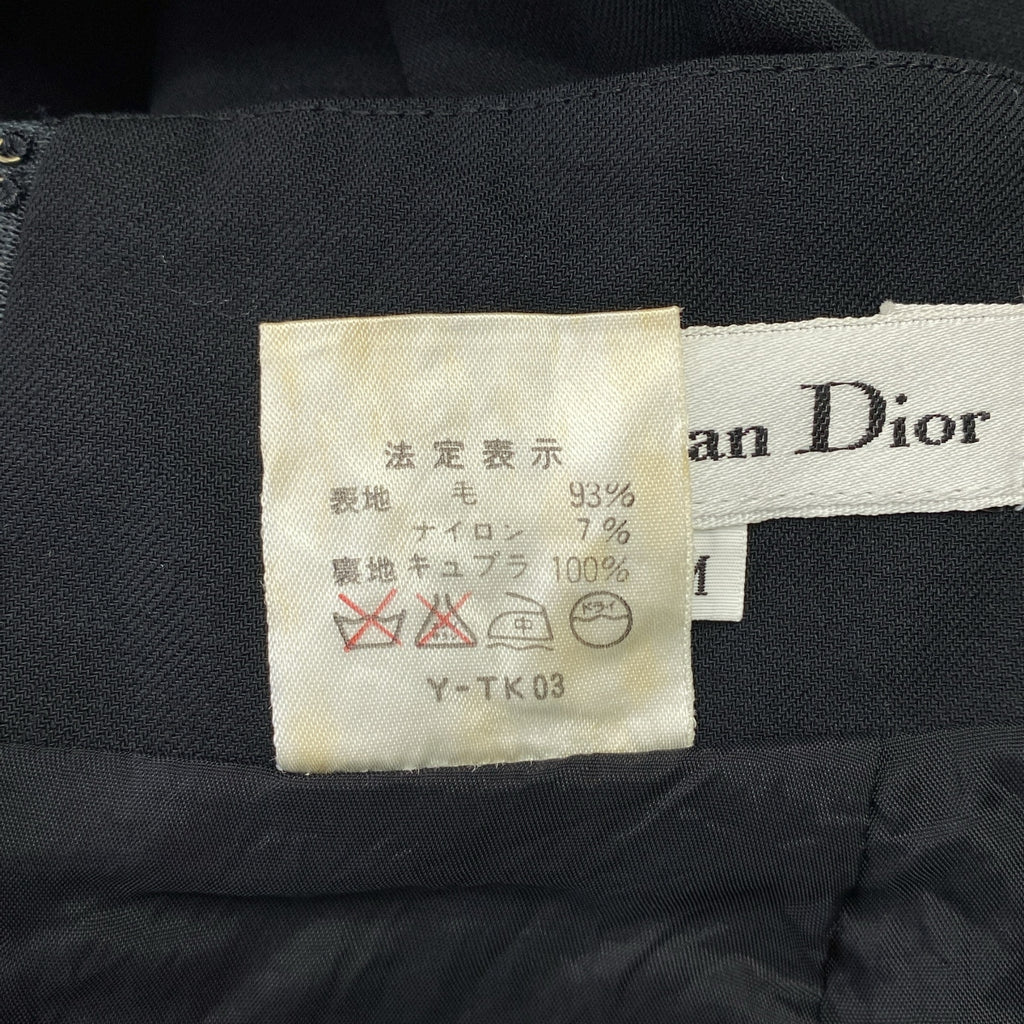 法定表示
表地 毛 93%
ナイロン 7%
裏地 キュプラ 100%
中 ドライ
Y-TK03
an Dior
M